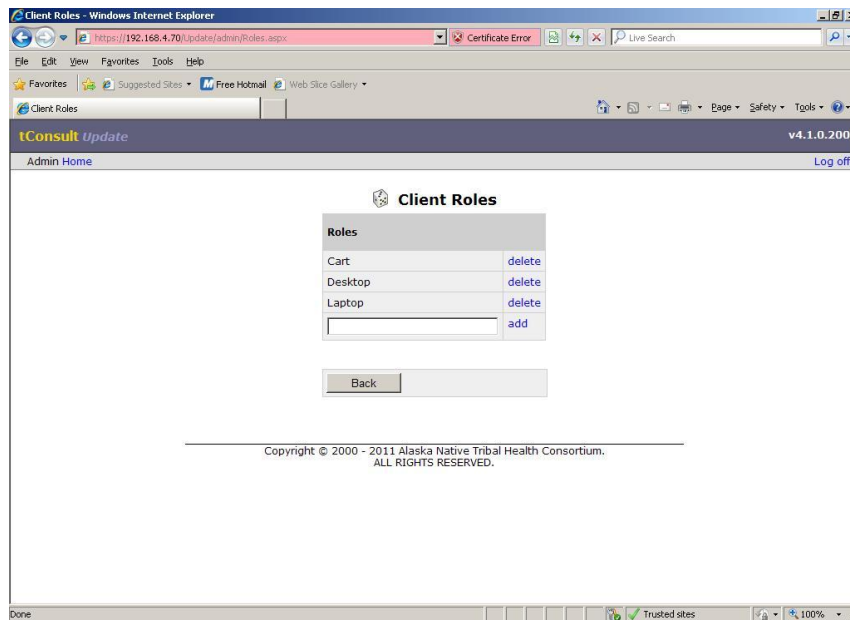 Client Roles - Windows Internet Explorer
https://192.168.4.70/Update/admin/Roles.aspx
Certificate Error
Live Search
File Edit View Favorites Tools Help
Favorites Suggested Sites Free Hotmail Web Slice Gallery
Client Roles
Page Safety Tools
tConsult Update v4.1.0.200
Admin Home Log off
Client Roles
Roles
Cart delete
Desktop delete
Laptop delete
add
Back
Copyright © 2000 - 2011 Alaska Native Tribal Health Consortium.
ALL RIGHTS RESERVED.
Done Trusted sites 100%